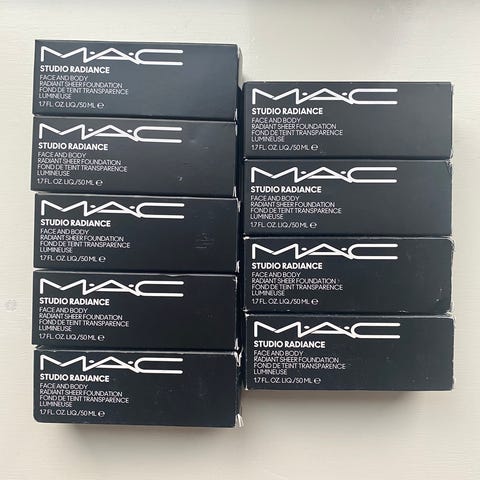 M·A·C
STUDIO RADIANCE
FACE AND BODY
RADIANT SHEER FOUNDATION
FOND DE TEINT TRANSPARENCE
LUMINEUSE
1.7 FL. OZ. LIQ./50 ML ℮
M·A·C
STUDIO RADIANCE
FACE AND BODY
RADIANT SHEER FOUNDATION
FOND DE TEINT TRANSPARENCE
LUMINEUSE
1.7 FL. OZ. LIQ./50 ML ℮
M·A·C
STUDIO RADIANCE
FACE AND BODY
RADIANT SHEER FOUNDATION
FOND DE TEINT TRANSPARENCE
LUMINEUSE
1.7 FL. OZ. LIQ./50 ML ℮
M·A·C
STUDIO RADIANCE
FACE AND BODY
RADIANT SHEER FOUNDATION
FOND DE TEINT TRANSPARENCE
LUMINEUSE
1.7 FL. OZ. LIQ./50 ML ℮
M·A·C
STUDIO RADIANCE
FACE AND BODY
RADIANT SHEER FOUNDATION
FOND DE TEINT TRANSPARENCE
LUMINEUSE
1.7 FL. OZ. LIQ./50 ML ℮
M·A·C
STUDIO RADIANCE
FACE AND BODY
RADIANT SHEER FOUNDATION
FOND DE TEINT TRANSPARENCE
LUMINEUSE
1.7 FL. OZ. LIQ./50 ML ℮
M·A·C
STUDIO RADIANCE
FACE AND BODY
RADIANT SHEER FOUNDATION
FOND DE TEINT TRANSPARENCE
LUMINEUSE
1.7 FL. OZ. LIQ./50 ML ℮
M·A·C
STUDIO RADIANCE
FACE AND BODY
RADIANT SHEER FOUNDATION
FOND DE TEINT TRANSPARENCE
LUMINEUSE
1.7 FL. OZ. LIQ./50 ML ℮
M·A·C
STUDIO RADIANCE
FACE AND BODY
RADIANT SHEER FOUNDATION
FOND DE TEINT TRANSPARENCE
LUMINEUSE
1.7 FL. OZ. LIQ./50 ML ℮